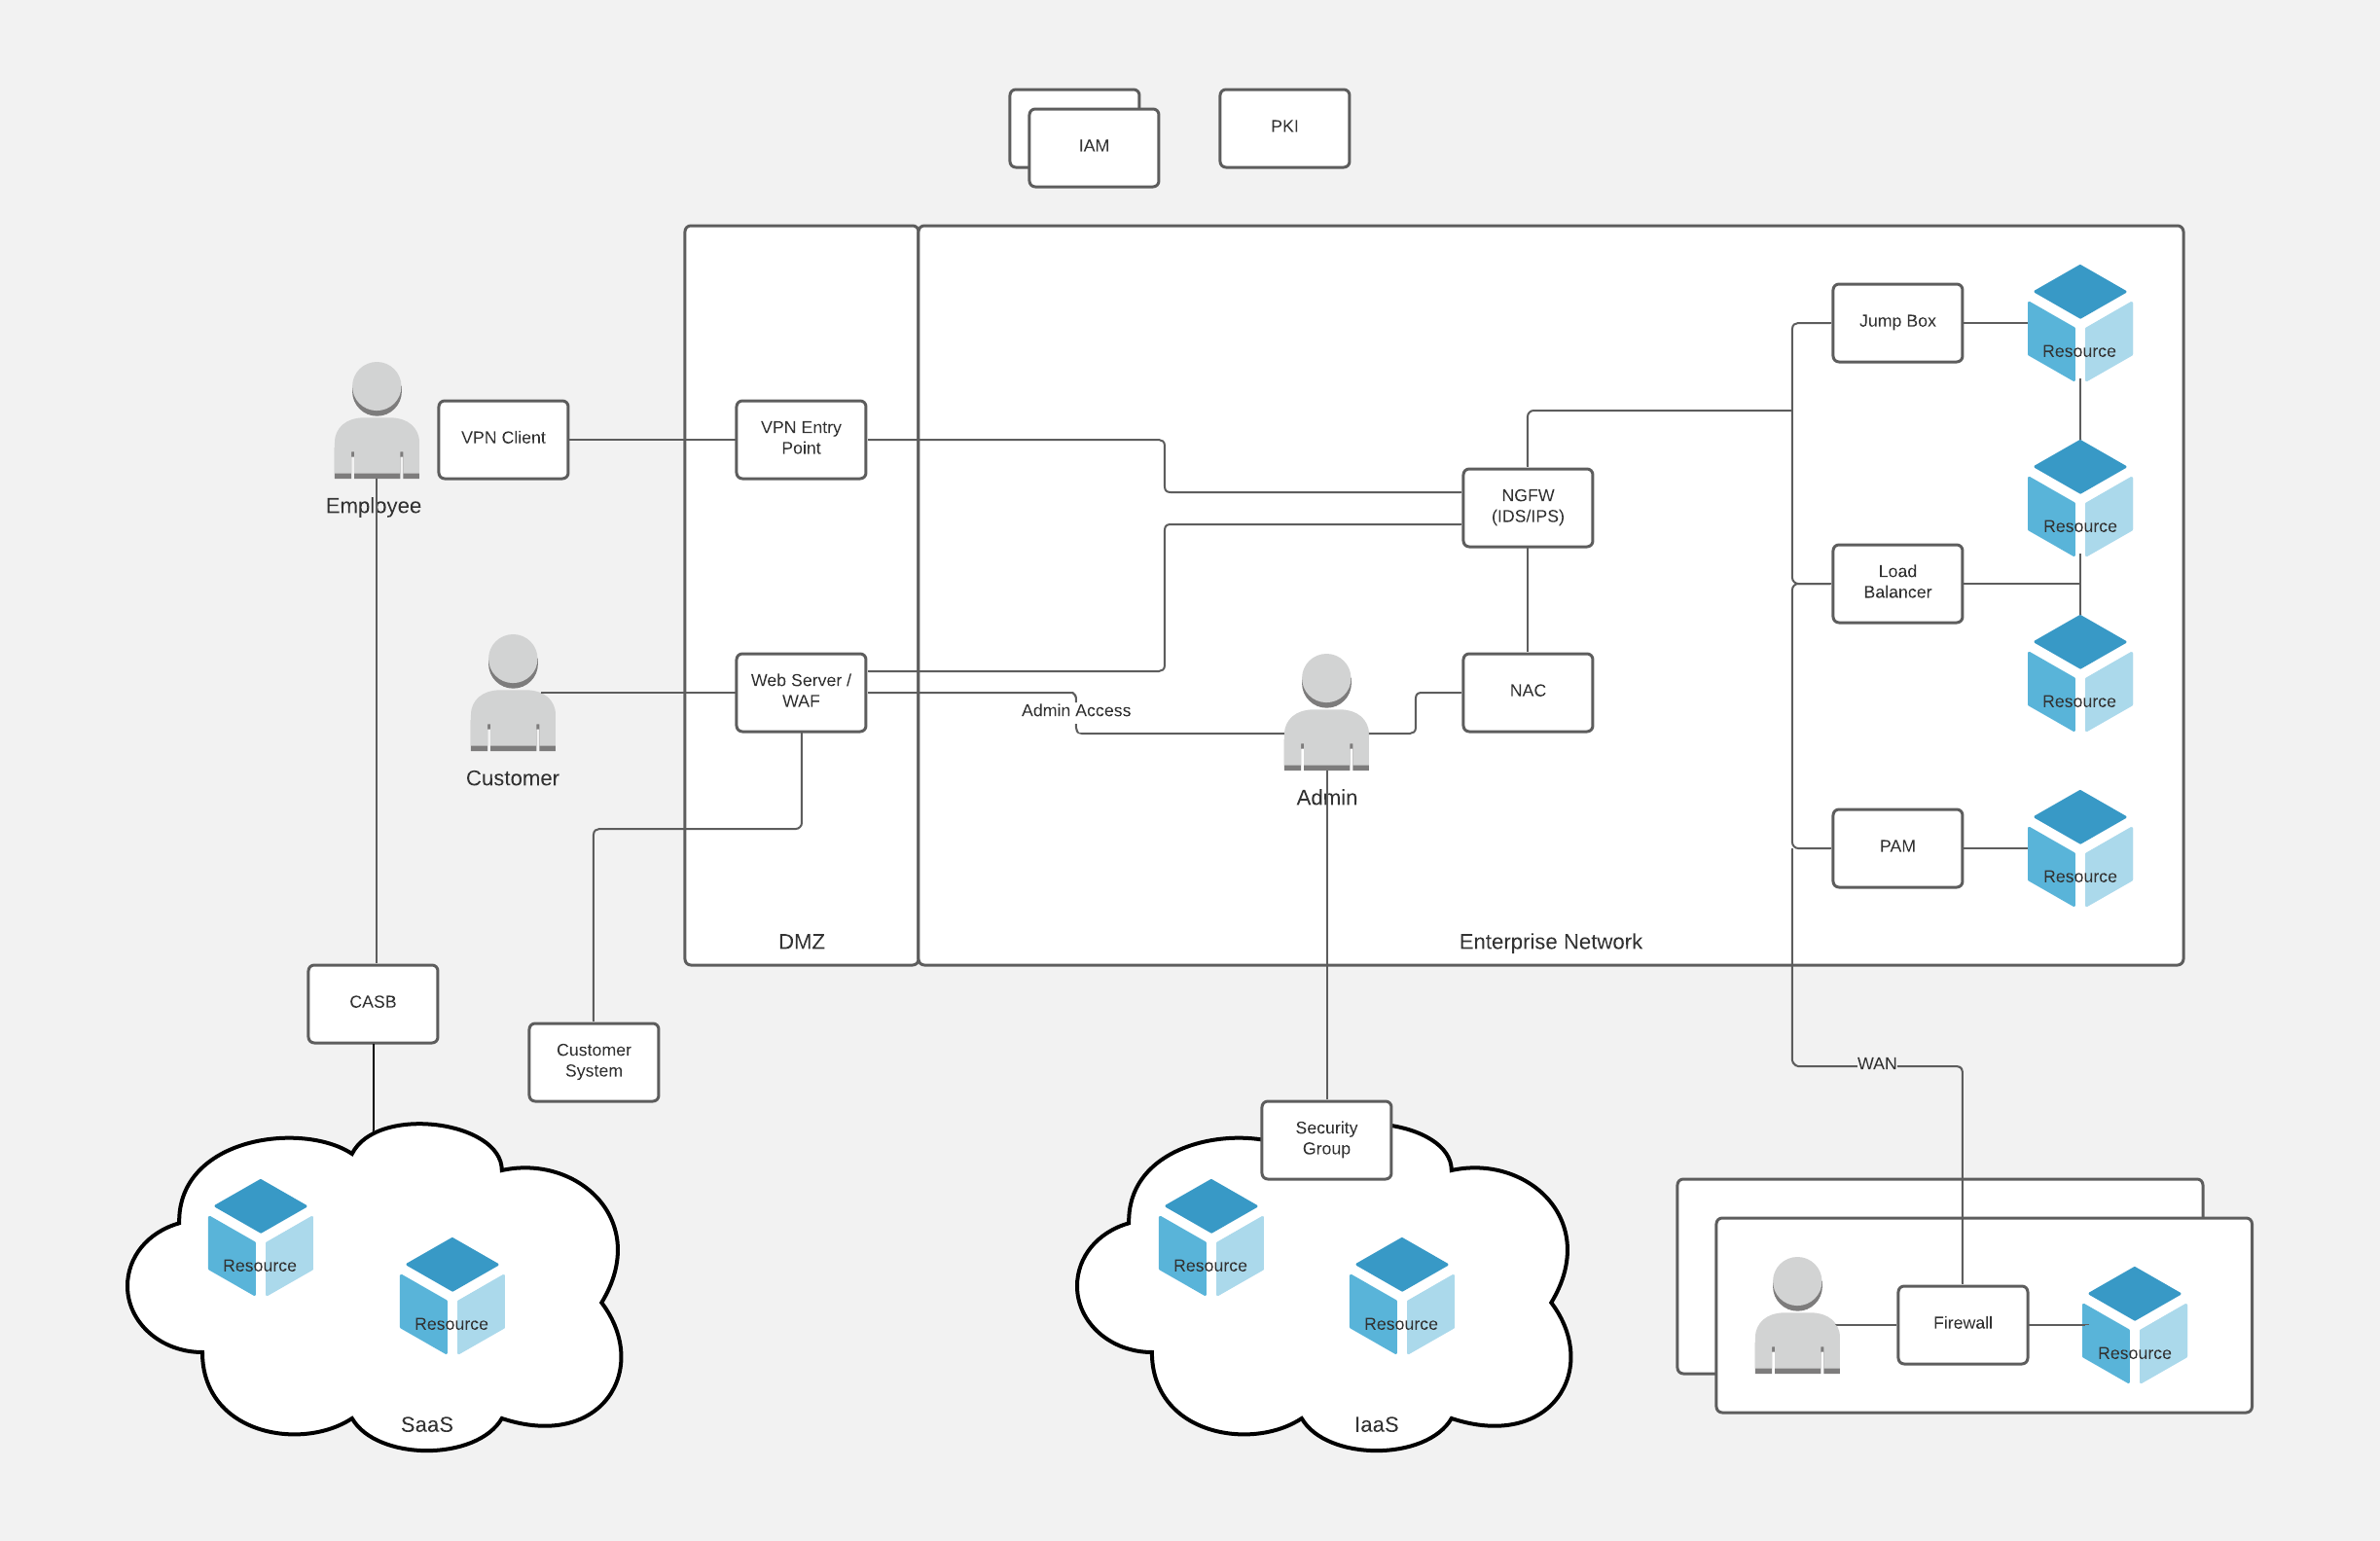 IAM
PKI
Jump Box
Resource
VPN Client
VPN Entry
Point
Employee
NGFW
(IDS/IPS)
Resource
Load
Balancer
Web Server /
WAF
Admin Access
NAC
Resource
Customer
Admin
PAM
Resource
DMZ
Enterprise Network
CASB
Customer
System
WAN
Security
Group
Resource
Resource
Resource
Resource
Firewall
Resource
SaaS
IaaS